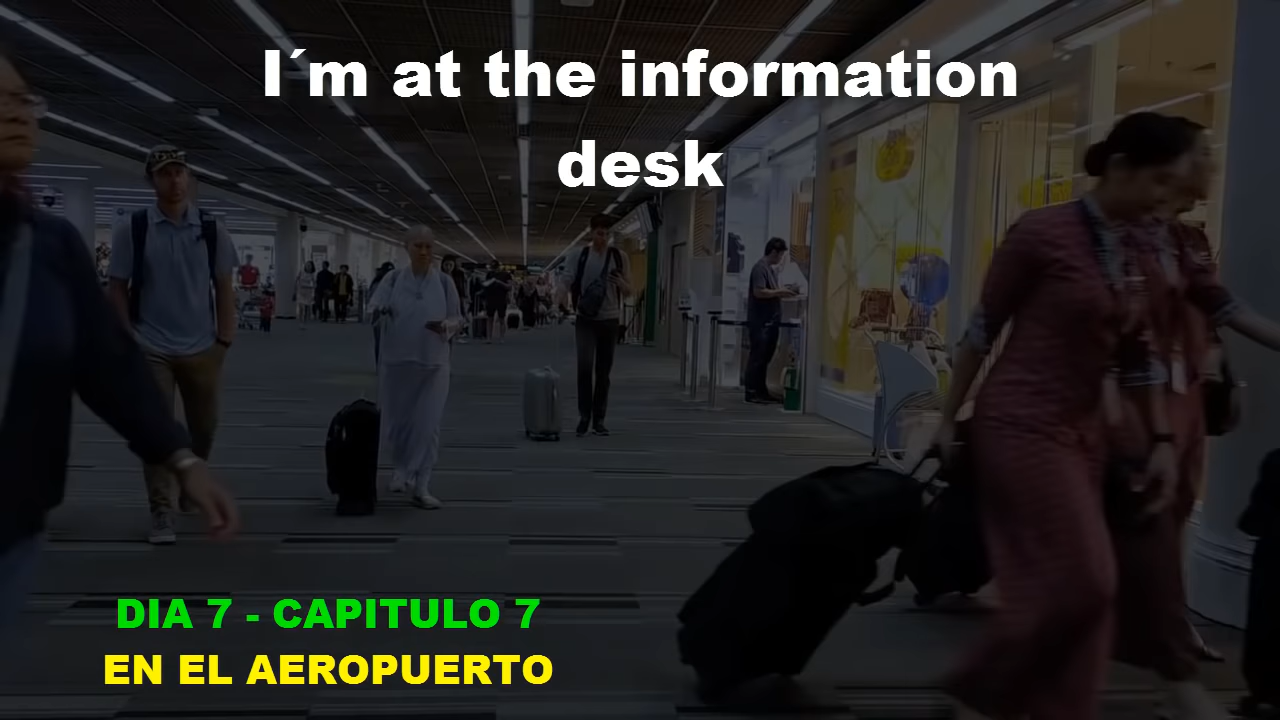 I´m at the information
desk
DIA 7 - CAPITULO 7
EN EL AEROPUERTO